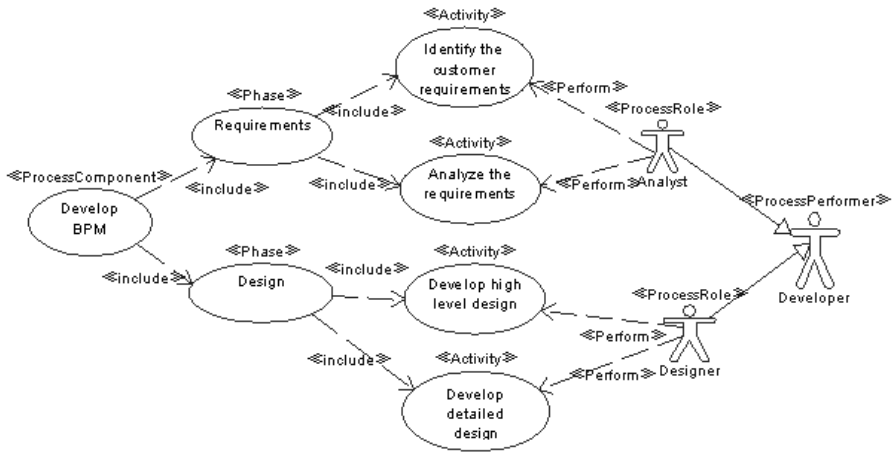 ≪Activity≫
Identify the
customer
requirements
≪Perform≫
≪Phase≫
≪include≫
≪ProcessRole≫
Requirements
≪Activity≫
≪ProcessComponent≫
≪include≫
≪include≫
Analyze the
requirements
≪Perform≫
Analyst
≪ProcessPerformer≫
Develop
BPM
≪Phase≫
≪Activity≫
≪include≫
≪include≫
Design
Develop high
level design
≪ProcessRole≫
Developer
≪Perform≫
≪include≫
≪Activity≫
≪Perform≫
Designer
Develop
detailed
design